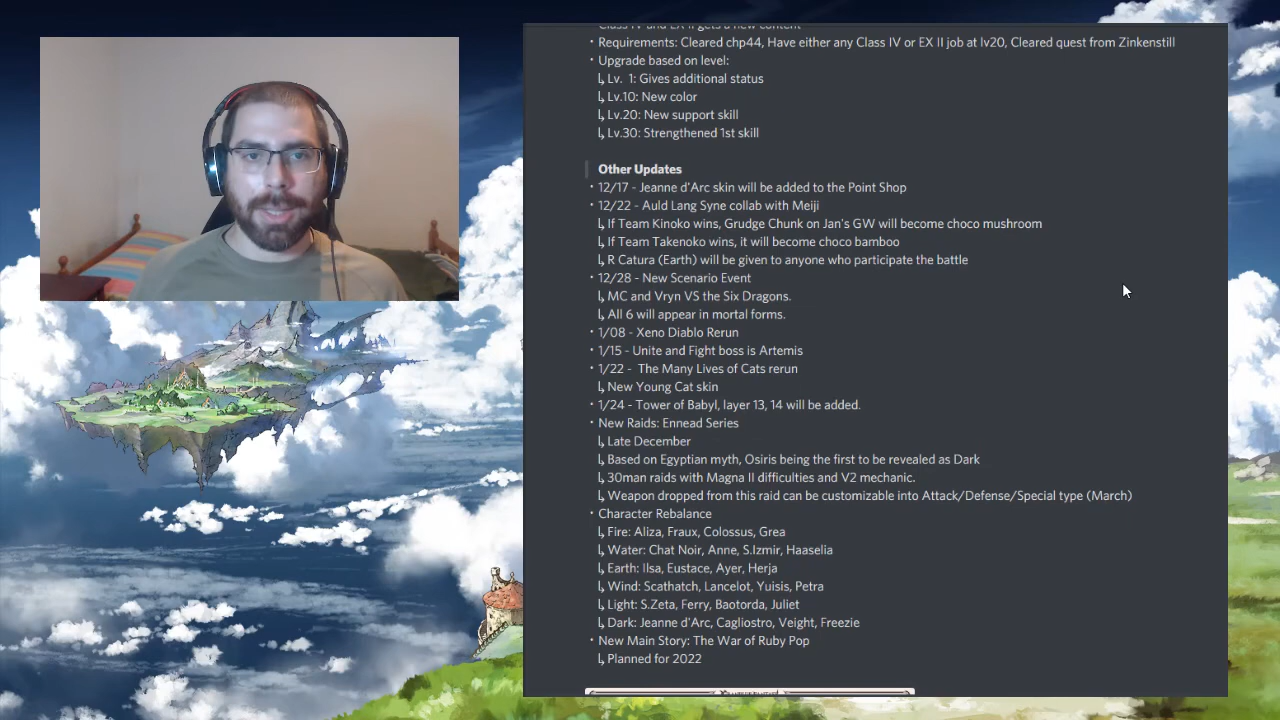 Class IV and EX II gets a new content
• Requirements: Cleared chp44, Have either any Class IV or EX II job at lv20, Cleared quest from Zinkenstill
• Upgrade based on level:
↳ Lv. 1: Gives additional status
↳ Lv.10: New color
↳ Lv.20: New support skill
↳ Lv.30: Strengthened 1st skill
Other Updates
• 12/17 - Jeanne d'Arc skin will be added to the Point Shop
• 12/22 - Auld Lang Syne collab with Meiji
↳ If Team Kinoko wins, Grudge Chunk on Jan's GW will become choco mushroom
↳ If Team Takenoko wins, it will become choco bamboo
↳ R Catura (Earth) will be given to anyone who participate the battle
• 12/28 - New Scenario Event
↳ MC and Vryn VS the Six Dragons.
↳ All 6 will appear in mortal forms.
• 1/08 - Xeno Diablo Rerun
• 1/15 - Unite and Fight boss is Artemis
• 1/22 - The Many Lives of Cats rerun
↳ New Young Cat skin
• 1/24 - Tower of Babyl, layer 13, 14 will be added.
• New Raids: Ennead Series
↳ Late December
↳ Based on Egyptian myth, Osiris being the first to be revealed as Dark
↳ 30man raids with Magna II difficulties and V2 mechanic.
↳ Weapon dropped from this raid can be customizable into Attack/Defense/Special type (March)
• Character Rebalance
↳ Fire: Aliza, Fraux, Colossus, Grea
↳ Water: Chat Noir, Anne, S.Izmir, Haaselia
↳ Earth: Ilsa, Eustace, Ayer, Herja
↳ Wind: Scathatch, Lancelot, Yuisis, Petra
↳ Light: S.Zeta, Ferry, Baotorda, Juliet
↳ Dark: Jeanne d'Arc, Cagliostro, Veight, Freezie
• New Main Story: The War of Ruby Pop
↳ Planned for 2022